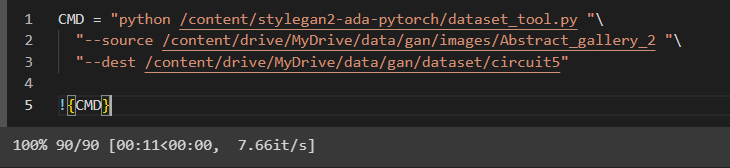 1 CMD = "python /content/stylegan2-ada-pytorch/dataset_tool.py "\
2 "--source /content/drive/MyDrive/data/gan/images/Abstract_gallery_2 "\
3 "--dest /content/drive/MyDrive/data/gan/dataset/circuit5"
4
5 !{CMD}
100% 90/90 [00:11<00:00, 7.66it/s]